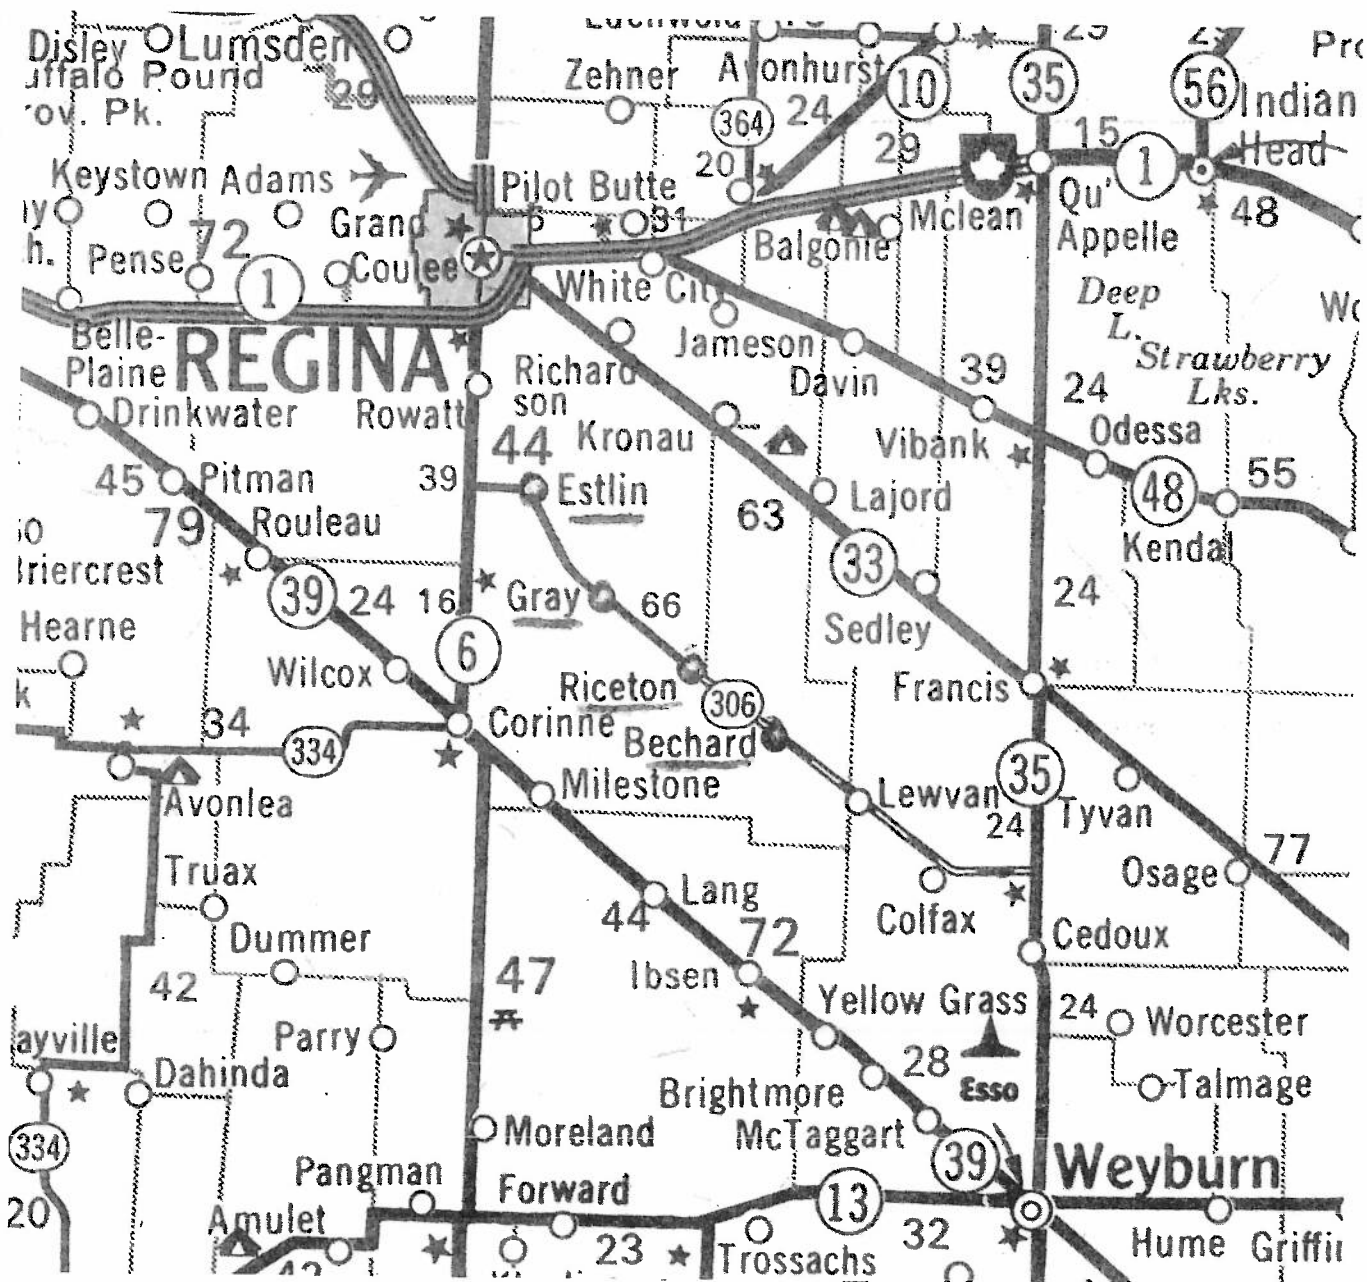 Disley
Lumsden
Pound
ov. Pk.
29
Zehner
Avonhurst
364
24
10
35
29
56
Indian
Head
20
29
15
1
Keystown
Adams
Pilot Butte
Grand
Coulee
31
Balgonie
Mclean
Qu'
Appelle
48
Pense
72
1
White City
Jameson
Davin
39
24
Deep
L.
Strawberry
Lks.
Belle-
Plaine
REGINA
Drinkwater
Rowatt
Richard
son
Kronau
Vibank
Odessa
45
Pitman
79
Rouleau
39
44
Estlin
Lajord
63
48
55
Kendal
33
39
24
16
Gray
66
24
Hearne
Wilcox
6
Sedley
Riceton
306
Francis
34
334
Corinne
Bechard
35
Avonlea
Milestone
Lewvan
24
Tyvan
Truax
Lang
Osage
77
Dummer
44
72
Colfax
Cedoux
42
47
Ibsen
Yellow Grass
24
Worcester
Parry
28
Esso
Talmage
ayville
Dahinda
Brightmore
334
Moreland
McTaggart
39
Weyburn
Pangman
Forward
13
20
Amulet
23
Trossachs
32
Hume